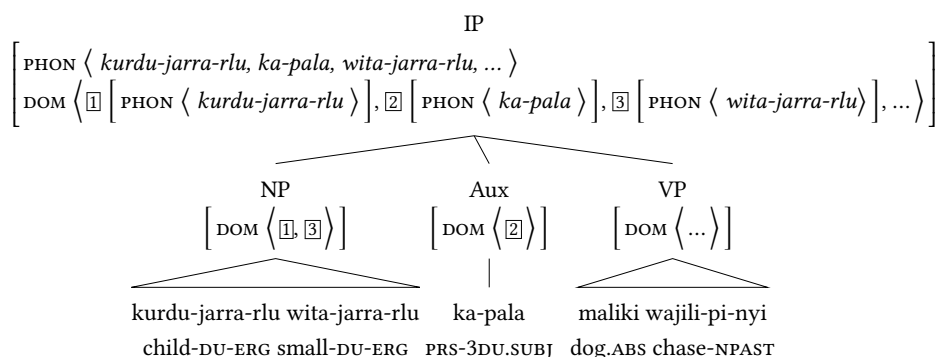 IP
PHON ⟨ kurdu-jarra-rlu, ka-pala, wita-jarra-rlu, ... ⟩
DOM ⟨ 1 [ PHON ⟨ kurdu-jarra-rlu ⟩ ], 2 [ PHON ⟨ ka-pala ⟩ ], 3 [ PHON ⟨ wita-jarra-rlu⟩ ], ... ⟩
NP Aux VP
[ DOM ⟨ 1, 3 ⟩ ] [ DOM ⟨ 2 ⟩ ] [ DOM ⟨ ... ⟩ ]
kurdu-jarra-rlu wita-jarra-rlu ka-pala maliki wajili-pi-nyi
child-DU-ERG small-DU-ERG PRS-3DU.SUBJ dog.ABS chase-NPAST